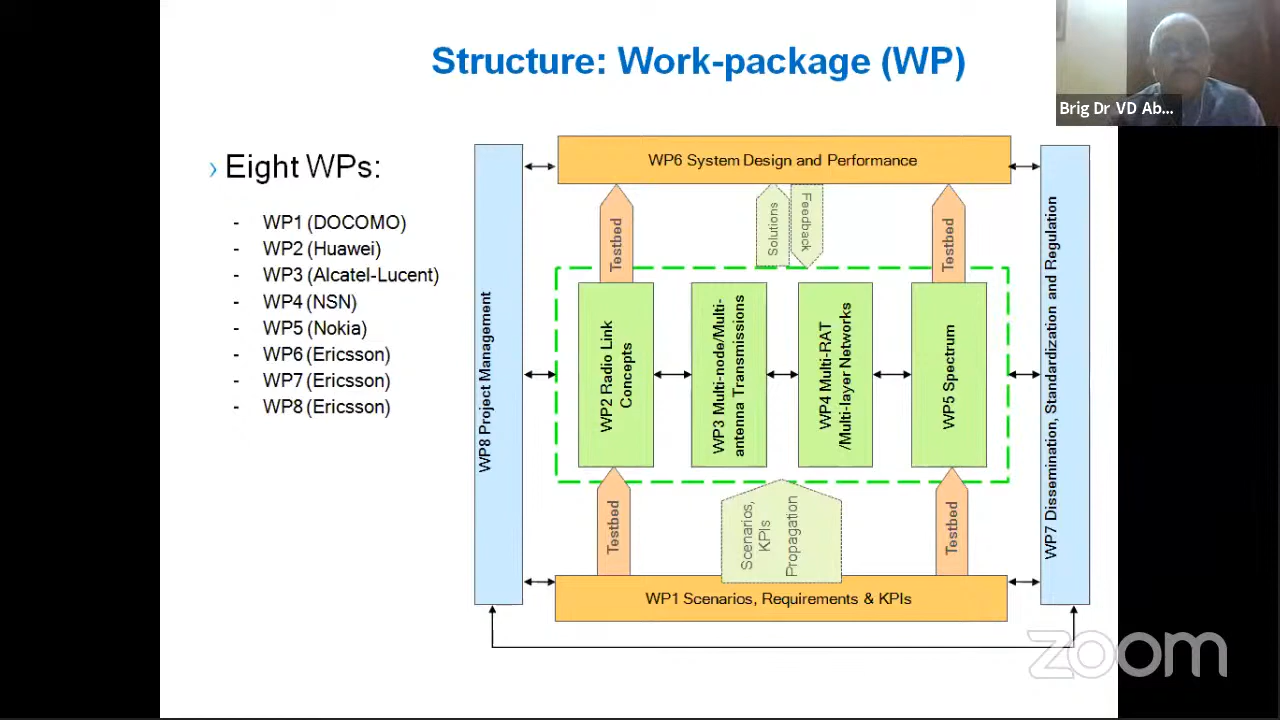 Structure: Work-package (WP)
Brig Dr VD Ab...
› Eight WPs:
- WP1 (DOCOMO)
- WP2 (Huawei)
- WP3 (Alcatel-Lucent)
- WP4 (NSN)
- WP5 (Nokia)
- WP6 (Ericsson)
- WP7 (Ericsson)
- WP8 (Ericsson)
WP8 Project Management
WP6 System Design and Performance
Testbed
Solutions
Feedback
Testbed
WP2 Radio Link
Concepts
WP3 Multi-node/Multi-
antenna Transmissions
WP4 Multi-RAT
/Multi-layer Networks
WP5 Spectrum
Testbed
Scenarios,
KPIs
Propagation
Testbed
WP1 Scenarios, Requirements & KPIs
WP7 Dissemination, Standardization and Regulation
zoom